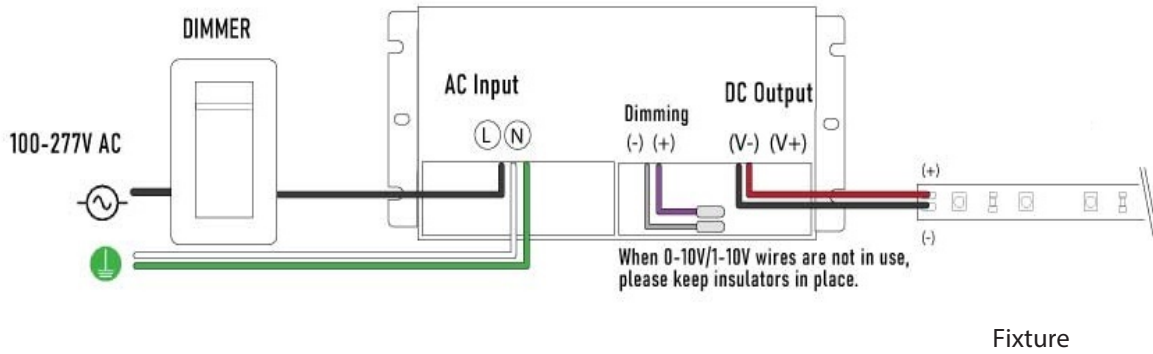 DIMMER
100-277V AC
AC Input
L N
Dimming
(-) (+)
DC Output
(V-) (V+)
(+)
(-)
When 0-10V/1-10V wires are not in use,
please keep insulators in place.
Fixture